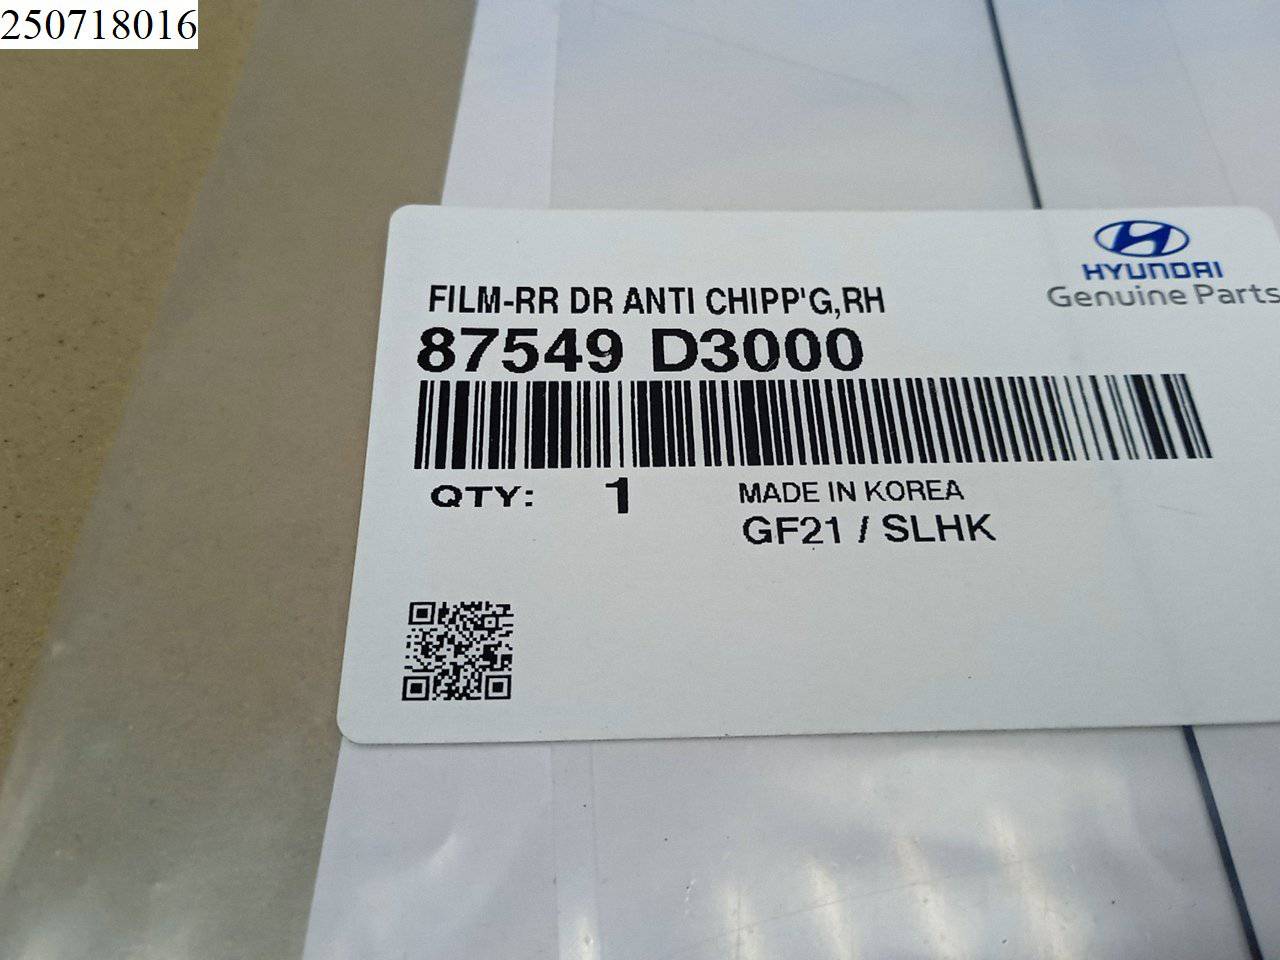 250718016
HYUNDAI
Genuine Parts
FILM-RR DR ANTI CHIPP'G,RH
87549 D3000
QTY: 1
MADE IN KOREA
GF21 / SLHK